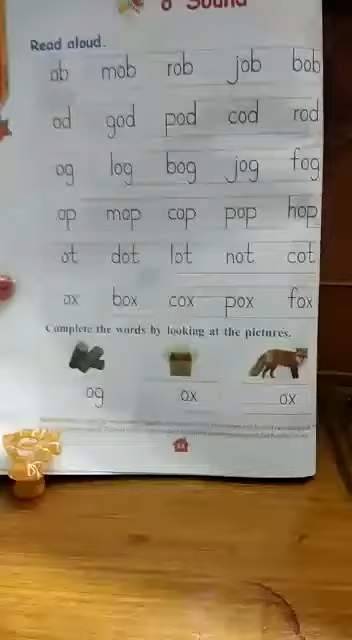 o Sound
Read aloud.
ob mob rob job bob
od god pod cod rod
og log bog jog fog
op mop cop pop hop
ot dot lot not cot
ox box cox pox fox
Complete the words by looking at the pictures.
og ox ox